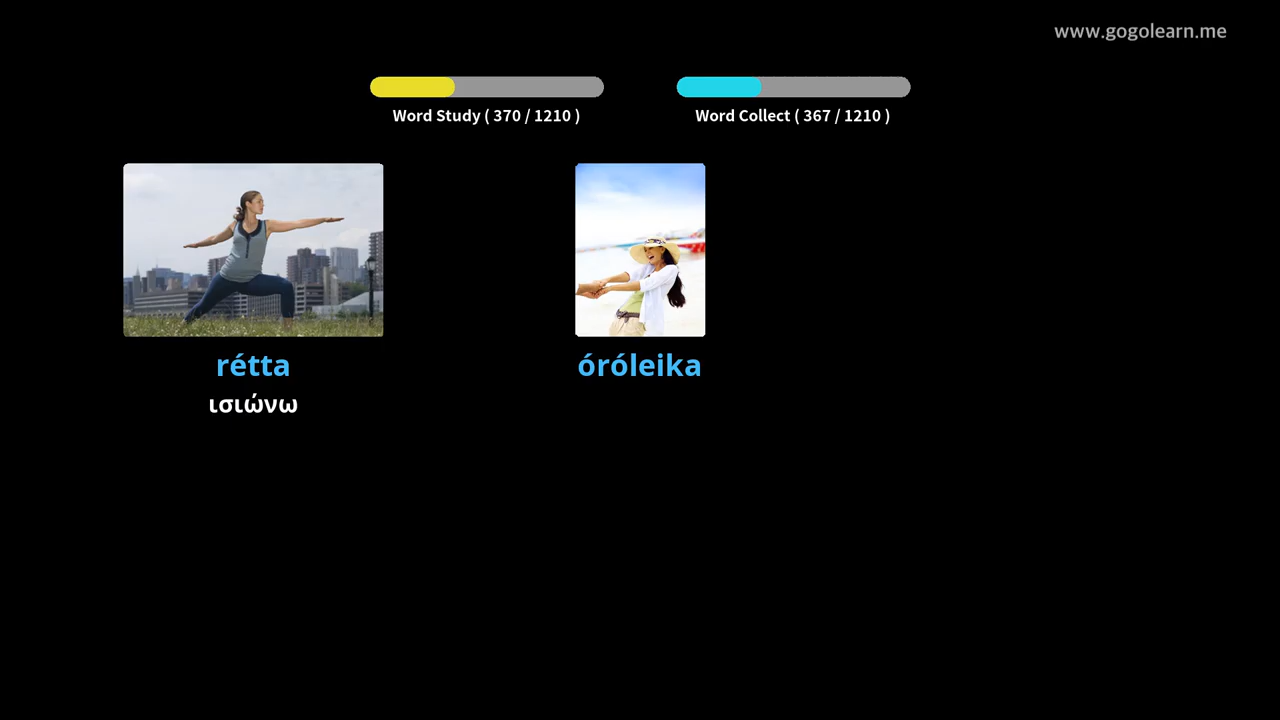 www.gogolearn.me
Word Study ( 370 / 1210 )
Word Collect ( 367 / 1210 )
rétta
óróleika
ισιώνω